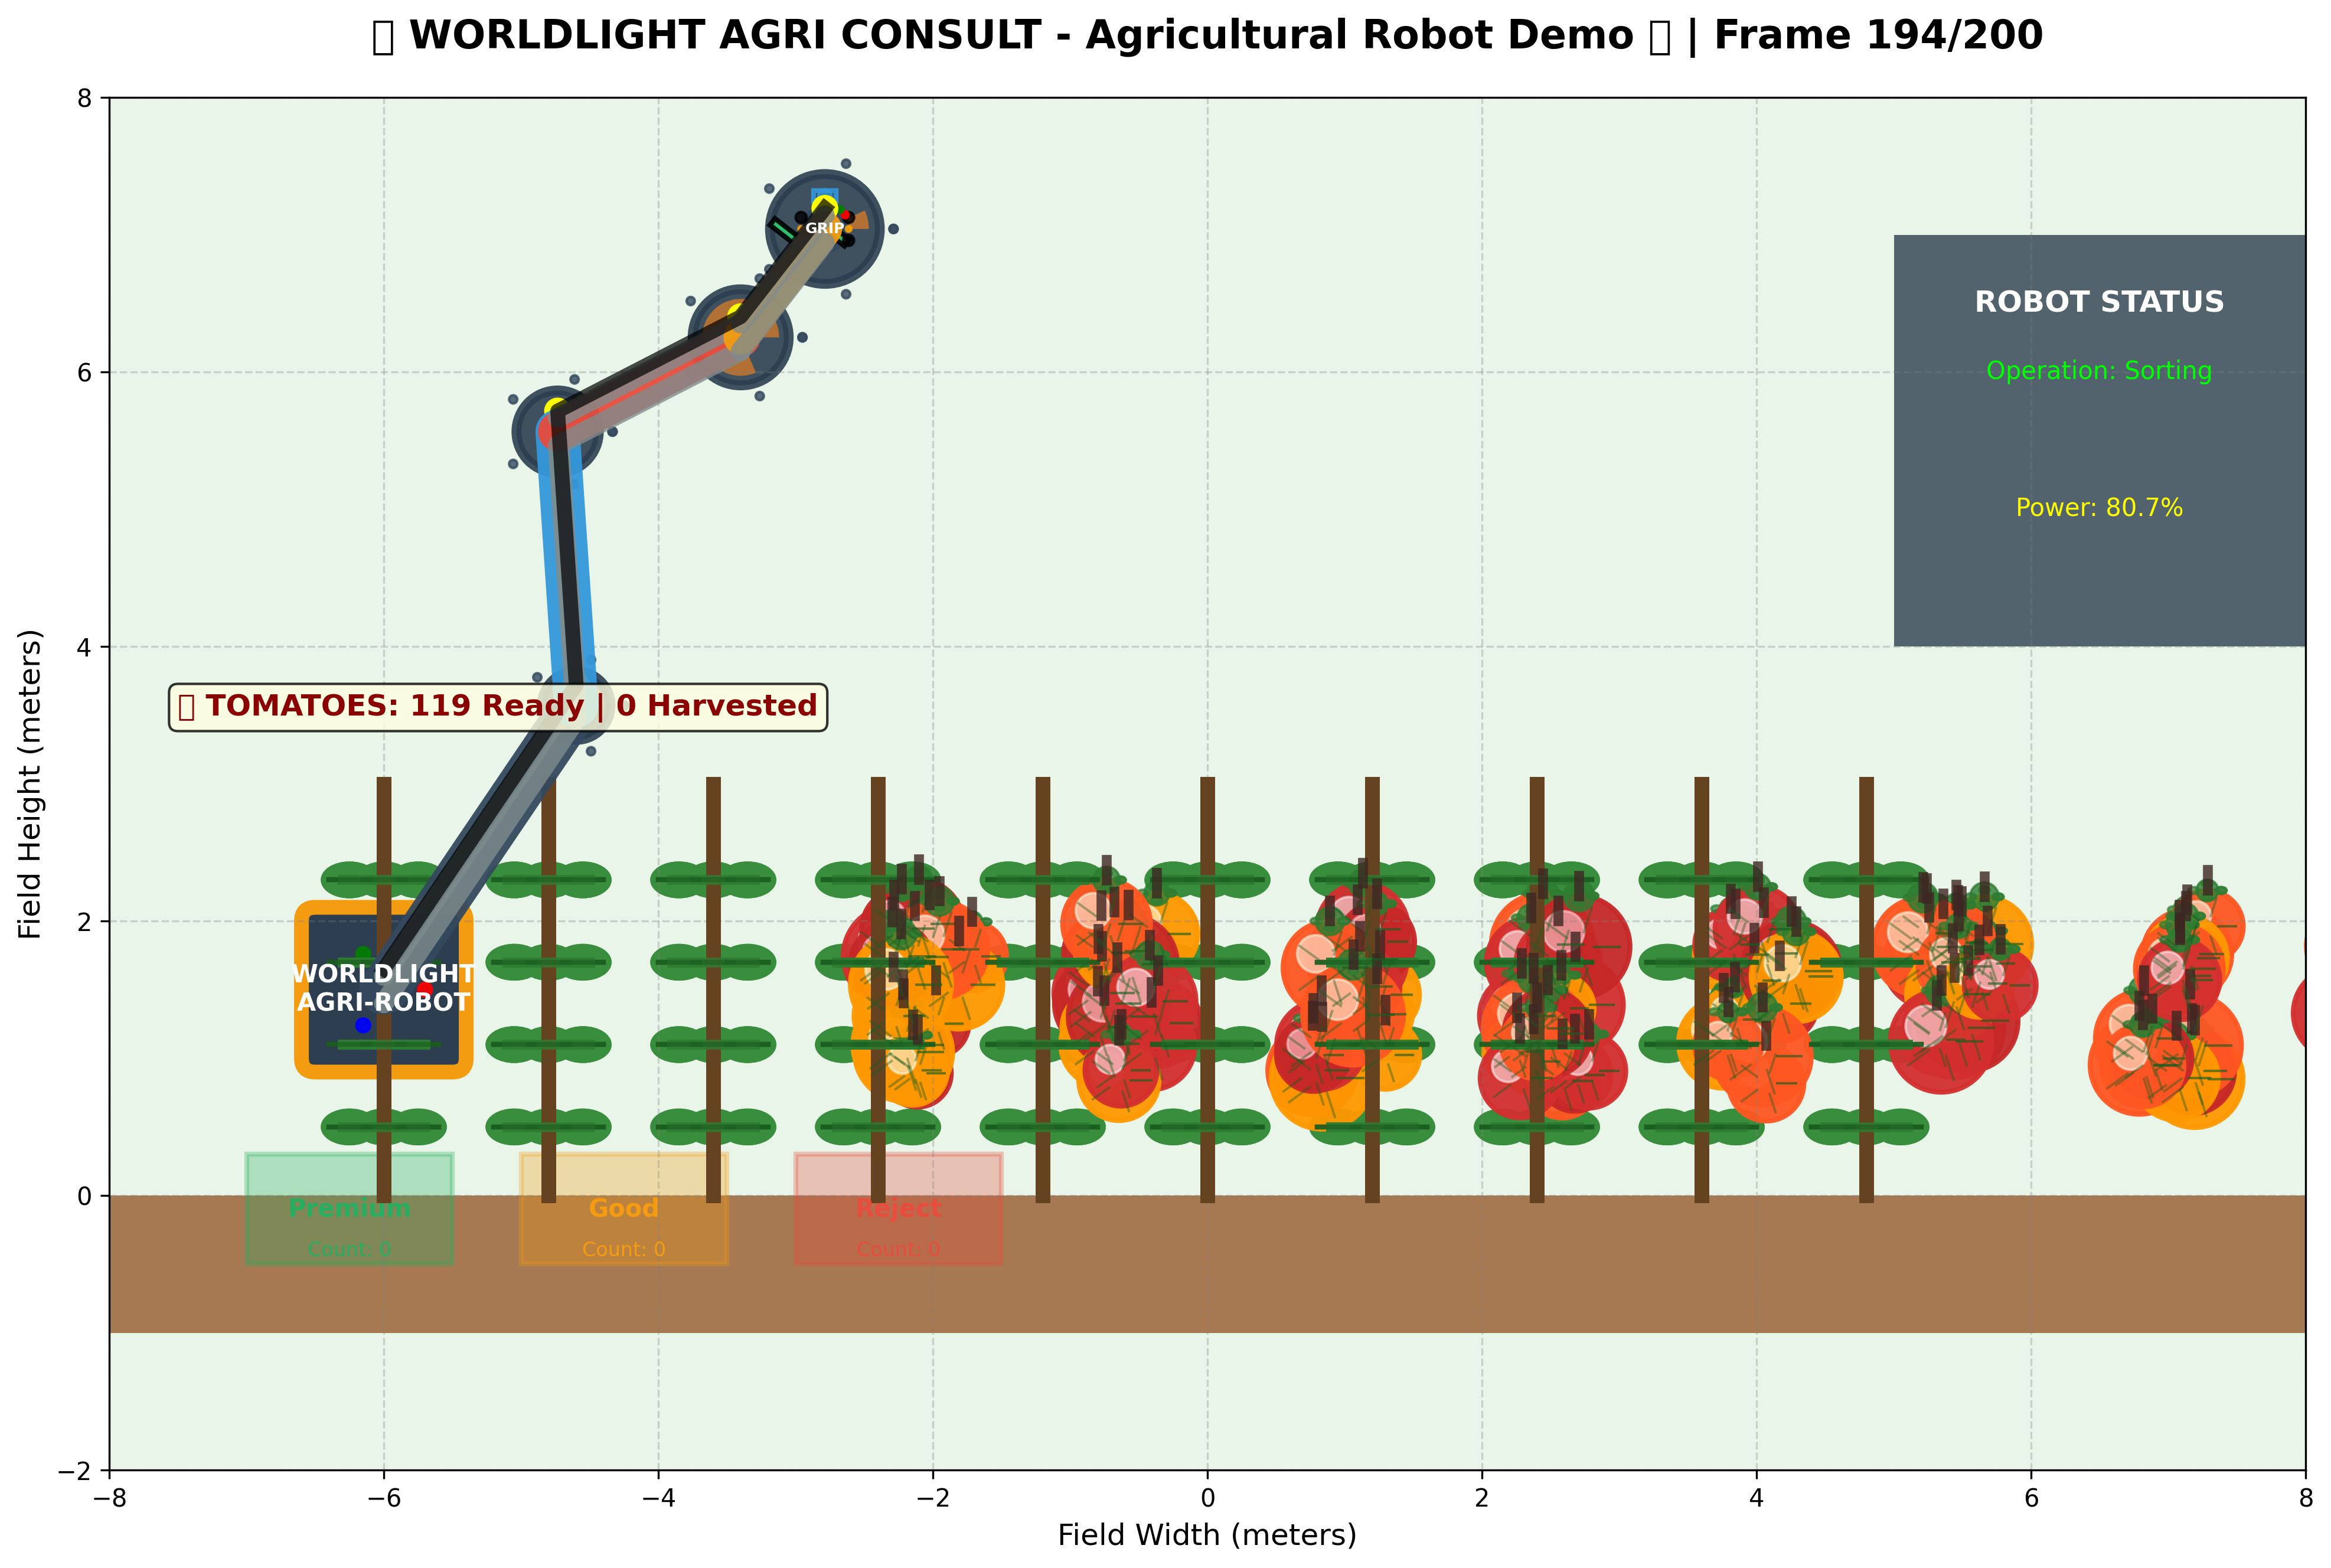 ▯ WORLDLIGHT AGRI CONSULT - Agricultural Robot Demo ▯ | Frame 194/200
8
6
4
2
0
−2
Field Height (meters)
GRIP
ROBOT STATUS
Operation: Sorting
Power: 80.7%
▯ TOMATOES: 119 Ready | 0 Harvested
WORLDLIGHT
AGRI-ROBOT
Premium
Count: 0
Good
Count: 0
Reject
Count: 0
−8
−6
−4
−2
0
2
4
6
8
Field Width (meters)